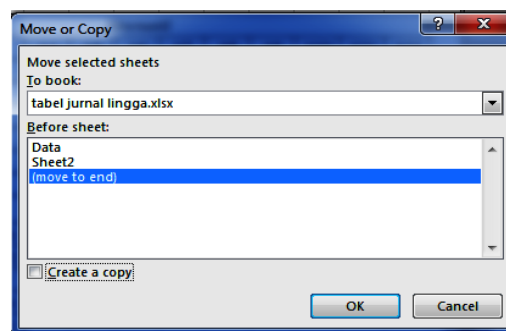 Move or Copy
Move selected sheets
To book:
tabel jurnal lingga.xlsx
Before sheet:
Data
Sheet2
(move to end)
Create a copy
OK Cancel